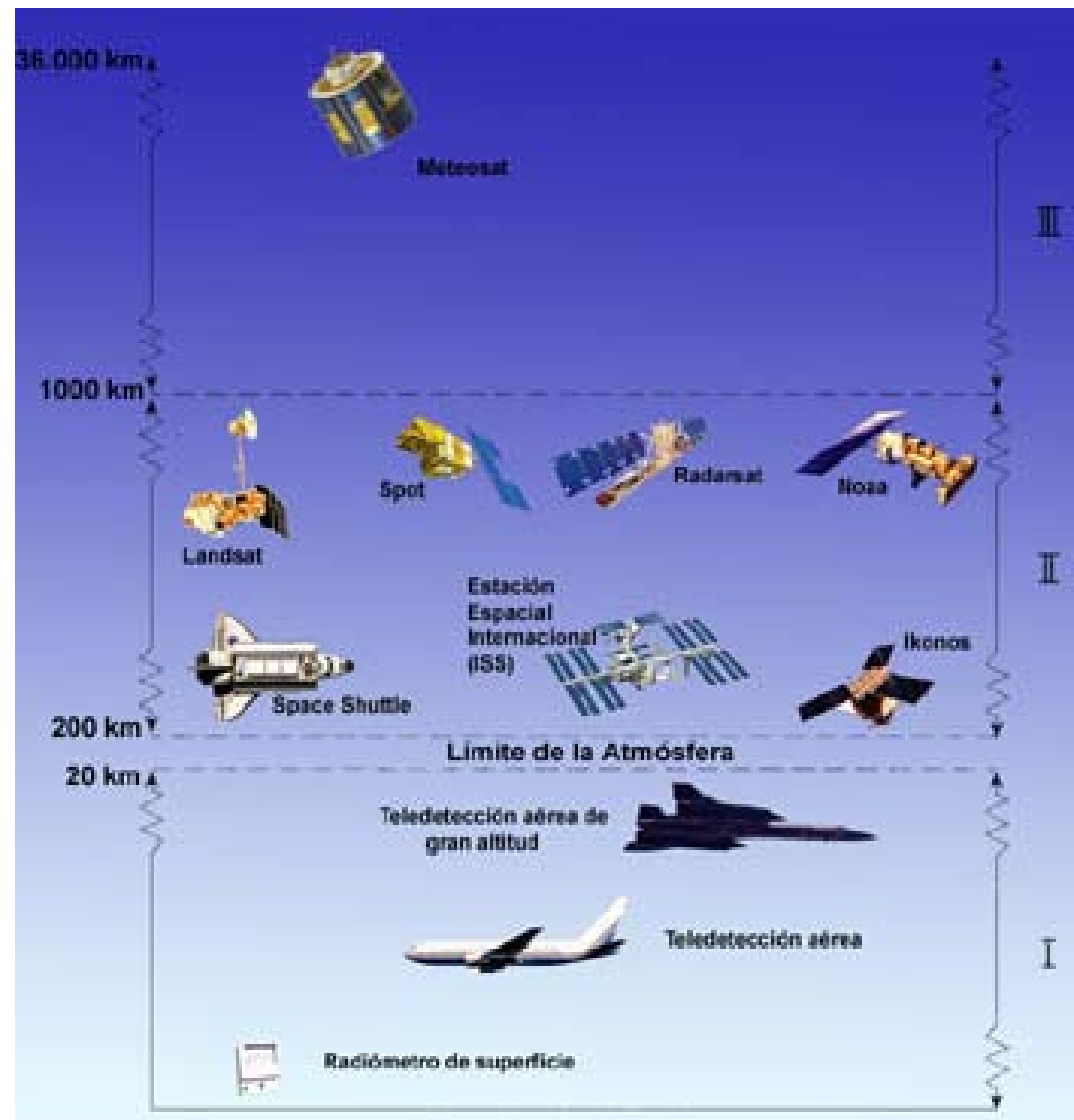 36.000 km
Meteosat
III
1000 km
Spot
Radarsat
Noaa
Landsat
II
Estación
Espacial
Internacional
(ISS)
Ikonos
Space Shuttle
200 km
Límite de la Atmósfera
20 km
Teledetección aérea de
gran altitud
Teledetección aérea
I
Radiómetro de superficie